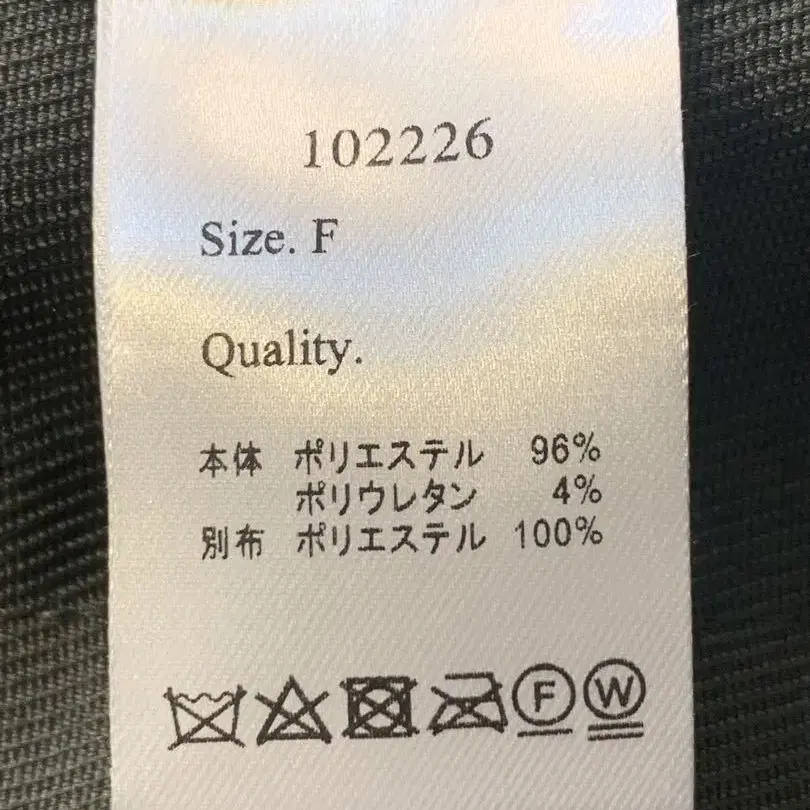 102226
Size. F
Quality.
本体 ポリエステル 96%
ポリウレタン 4%
別布 ポリエステル 100%
F W